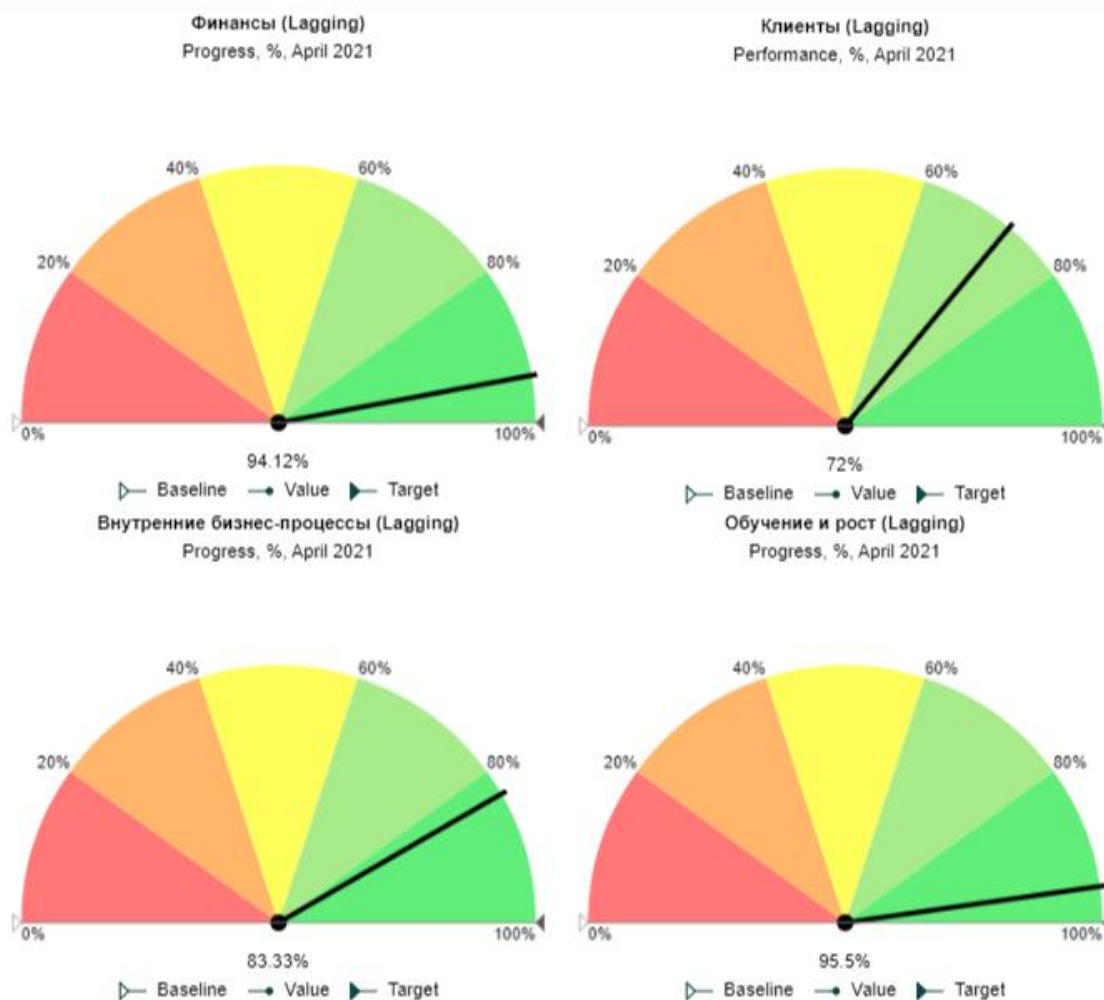 Финансы (Lagging)
Progress, %, April 2021
40%
60%
20%
80%
0%
100%
94.12%
Baseline Value Target
Клиенты (Lagging)
Performance, %, April 2021
40%
60%
20%
80%
0%
100%
72%
Baseline Value Target
Внутренние бизнес-процессы (Lagging)
Progress, %, April 2021
40%
60%
20%
80%
0%
100%
83.33%
Baseline Value Target
Обучение и рост (Lagging)
Progress, %, April 2021
40%
60%
20%
80%
0%
100%
95.5%
Baseline Value Target